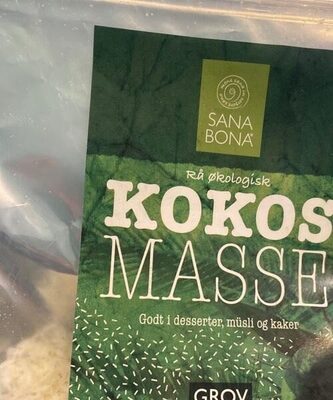 SANA
BONA®
Rå økologisk
KOKOS
MASSE
Godt i desserter, müsli og kaker
GROV